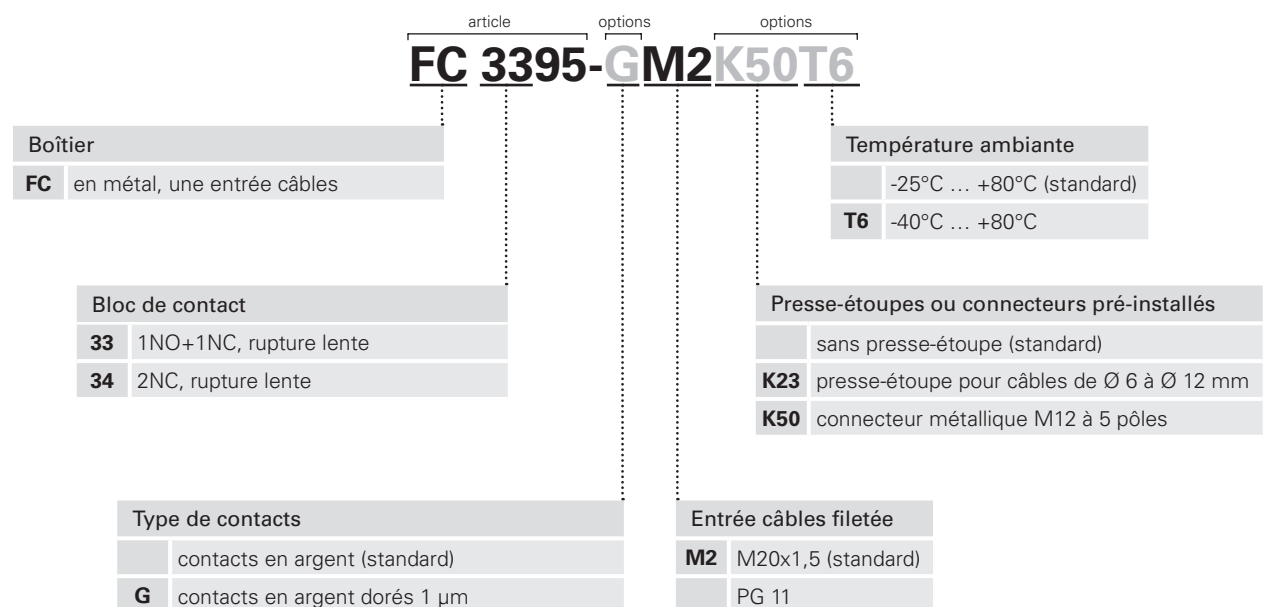 article options options
FC 3395-GM2K50T6
Boîtier
FC en métal, une entrée câbles
Température ambiante
-25°C … +80°C (standard)
T6 -40°C … +80°C
Bloc de contact
33 1NO+1NC, rupture lente
34 2NC, rupture lente
Presse-étoupes ou connecteurs pré-installés
sans presse-étoupe (standard)
K23 presse-étoupe pour câbles de Ø 6 à Ø 12 mm
K50 connecteur métallique M12 à 5 pôles
Type de contacts
contacts en argent (standard)
G contacts en argent dorés 1 µm
Entrée câbles filetée
M2 M20x1,5 (standard)
PG 11